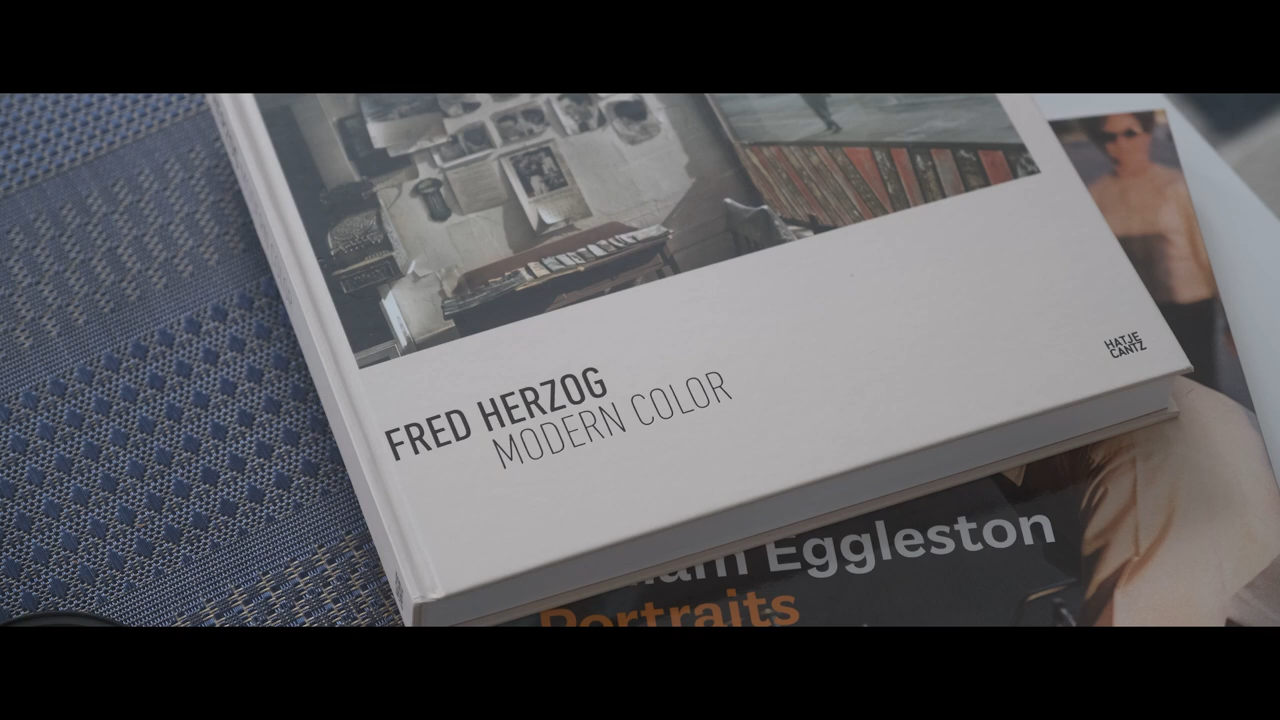 FRED HERZOG
MODERN COLOR
HATJE
CANTZ
Eggleston
Portraits